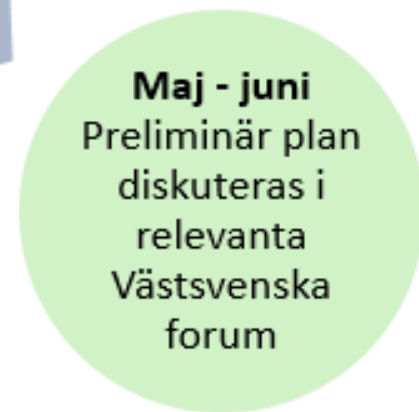 Maj - juni
Preliminär plan
diskuteras i
relevanta
Västsvenska
forum